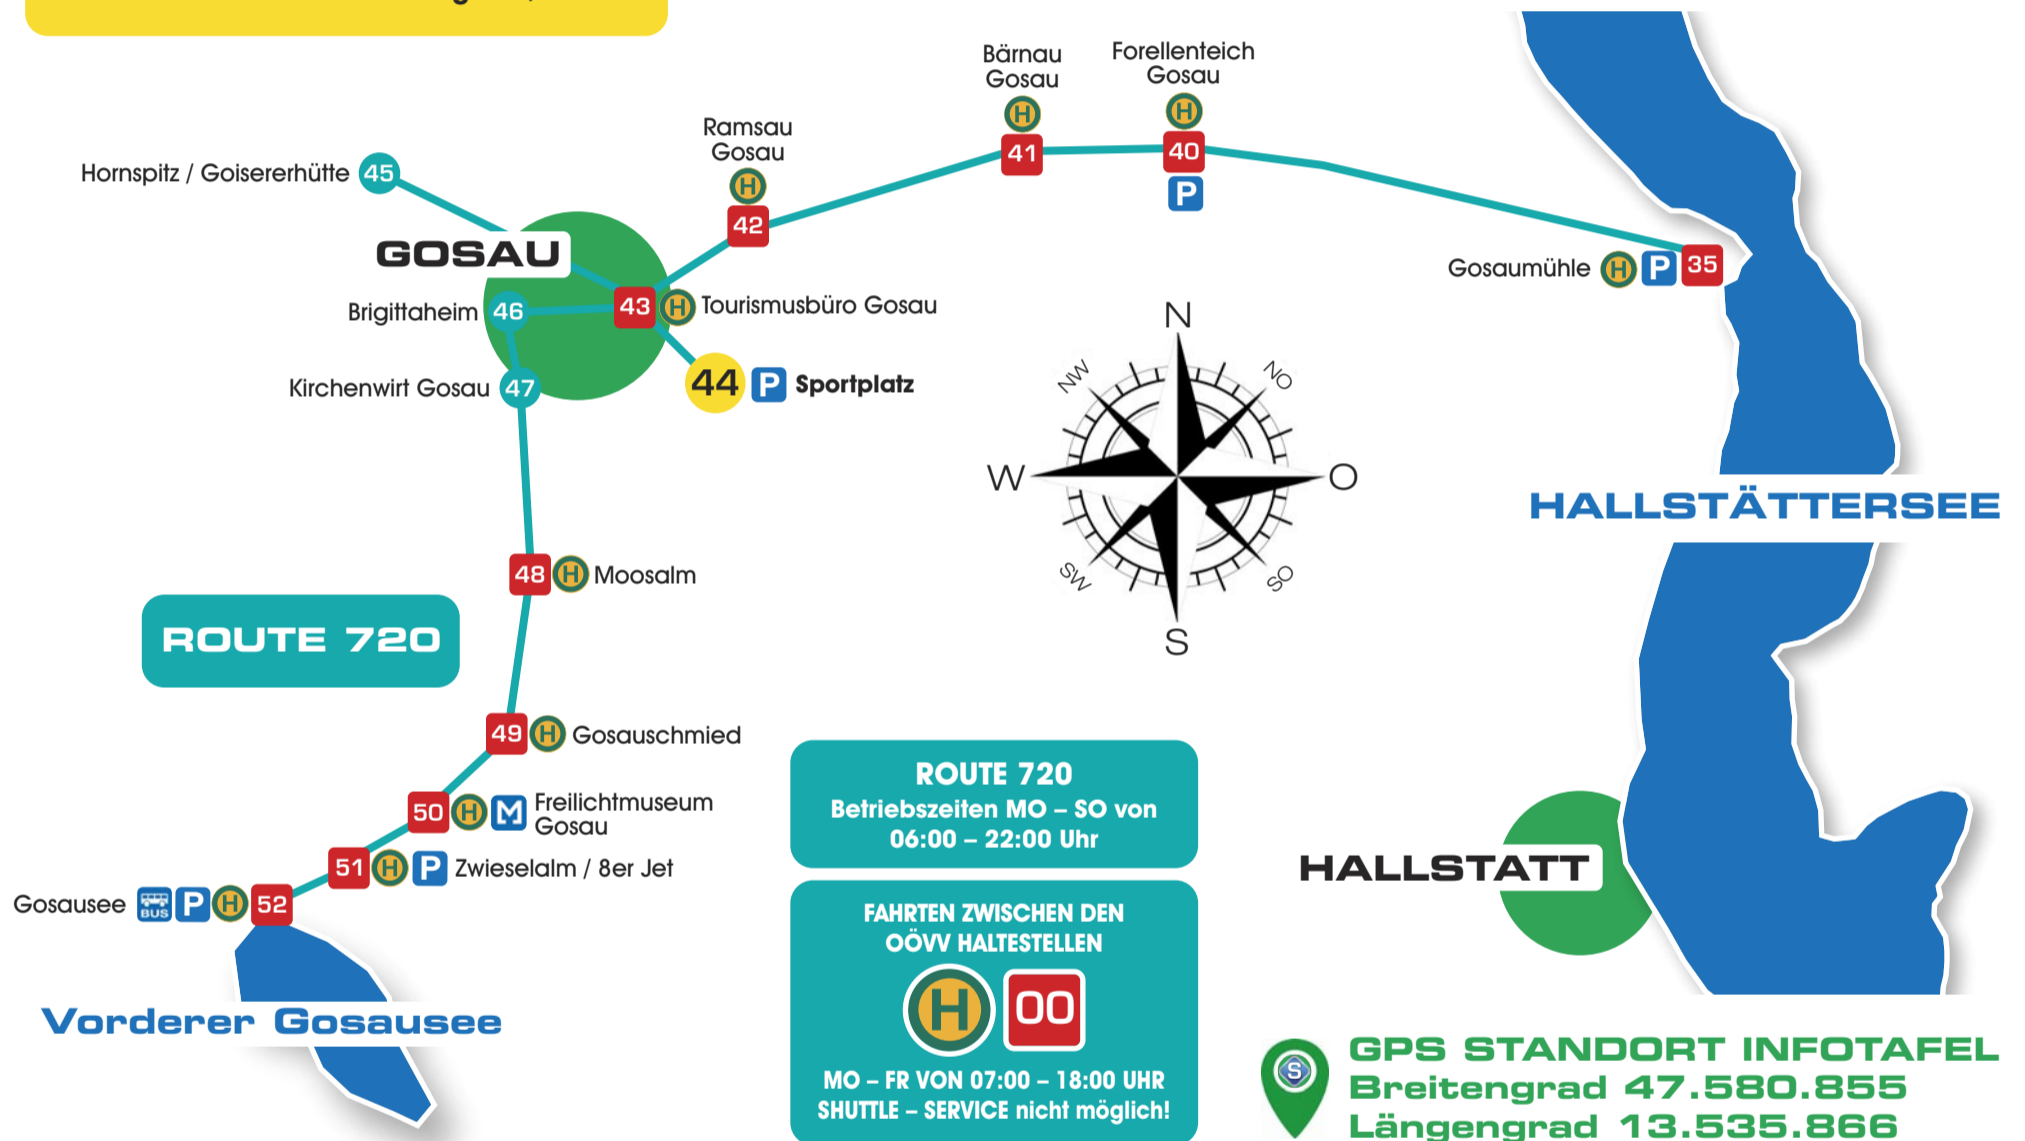 Bärnau
Gosau
H
41
Forellenteich
Gosau
H
40
P
Ramsau
Gosau
H
42
Hornspitz / Goisererhütte 45
GOSAU
Gosaumühle H P 35
Brigittaheim 46
43 H Tourismusbüro Gosau
Kirchenwirt Gosau 47
44 P Sportplatz
N
NW
NO
W
O
SW
SO
S
HALLSTÄTTERSEE
48 H Moosalm
ROUTE 720
49 H Gosauschmied
50 H M Freilichtmuseum
Gosau
51 H P Zwieselalm / 8er Jet
Gosausee BUS P H 52
Vorderer Gosausee
ROUTE 720
Betriebszeiten MO – SO von
06:00 – 22:00 Uhr
FAHRTEN ZWISCHEN DEN
OÖVV HALTESTELLEN
H 00
MO – FR VON 07:00 – 18:00 UHR
SHUTTLE – SERVICE nicht möglich!
HALLSTATT
S
GPS STANDORT INFOTAFEL
Breitengrad 47.580.855
Längengrad 13.535.866